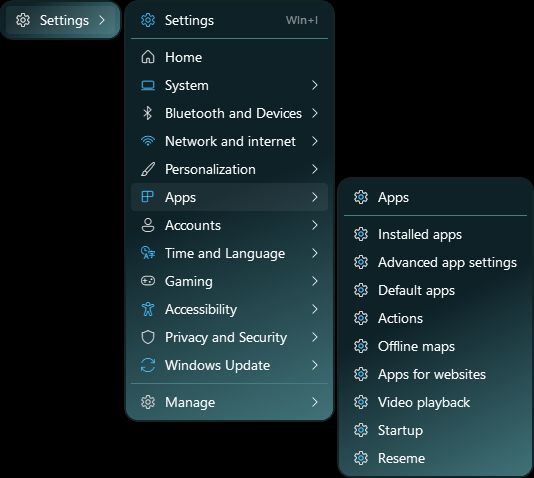 Settings
Settings Win+I
Home
System
Bluetooth and Devices
Network and internet
Personalization
Apps
Accounts
Time and Language
Gaming
Accessibility
Privacy and Security
Windows Update
Manage
Apps
Installed apps
Advanced app settings
Default apps
Actions
Offline maps
Apps for websites
Video playback
Startup
Reseme